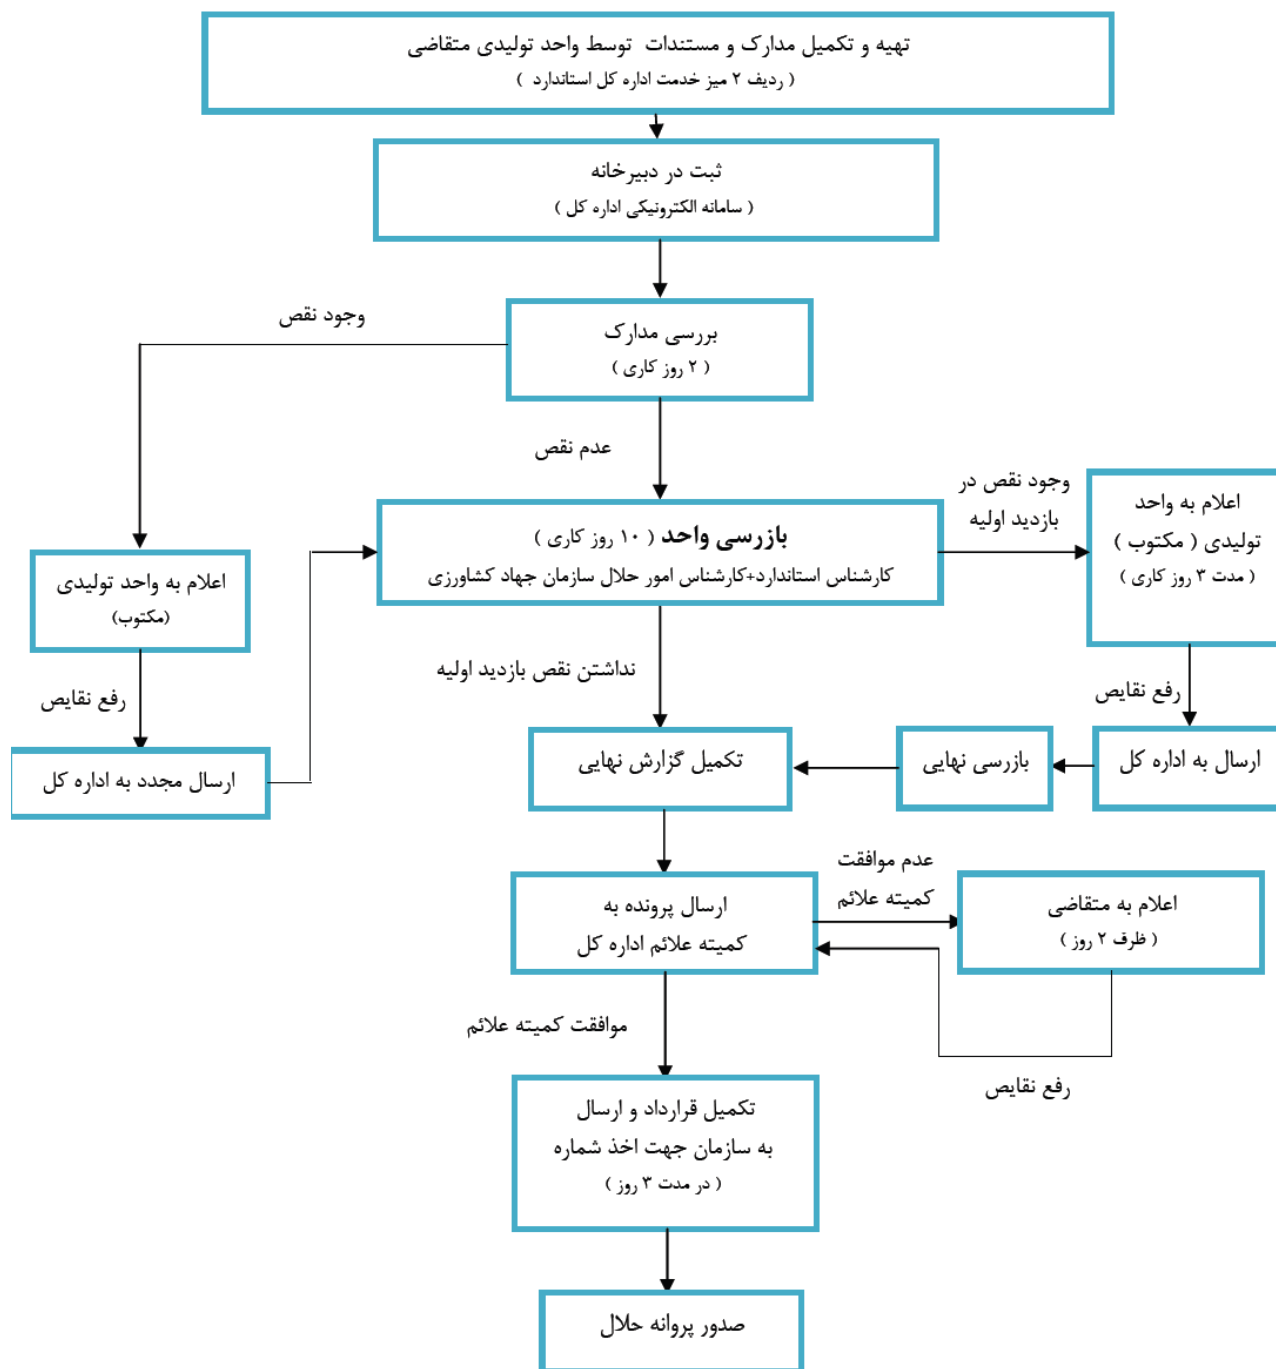 تهیه و تکمیل مدارک و مستندات توسط واحد تولیدی متقاضی
( ردیف ۲ میز خدمت اداره کل استاندارد )
ثبت در دبیرخانه
( سامانه الکترونیکی اداره کل )
وجود نقص
بررسی مدارک
( ۲ روز کاری )
عدم نقص
وجود نقص در
بازدید اولیه
اعلام به واحد
تولیدی ( مکتوب )
( مدت ۳ روز کاری )
بازرسی واحد ( ۱۰ روز کاری )
کارشناس استاندارد+کارشناس امور حلال سازمان جهاد کشاورزی
اعلام به واحد تولیدی
(مکتوب)
نداشتن نقص بازدید اولیه
رفع نقایص
رفع نقایص
ارسال به اداره کل
بازرسی نهایی
تکمیل گزارش نهایی
ارسال مجدد به اداره کل
عدم موافقت
کمیته علائم
اعلام به متقاضی
( ظرف ۲ روز )
ارسال پرونده به
کمیته علائم اداره کل
موافقت کمیته علائم
رفع نقایص
تکمیل قرارداد و ارسال
به سازمان جهت اخذ شماره
( در مدت ۳ روز )
صدور پروانه حلال